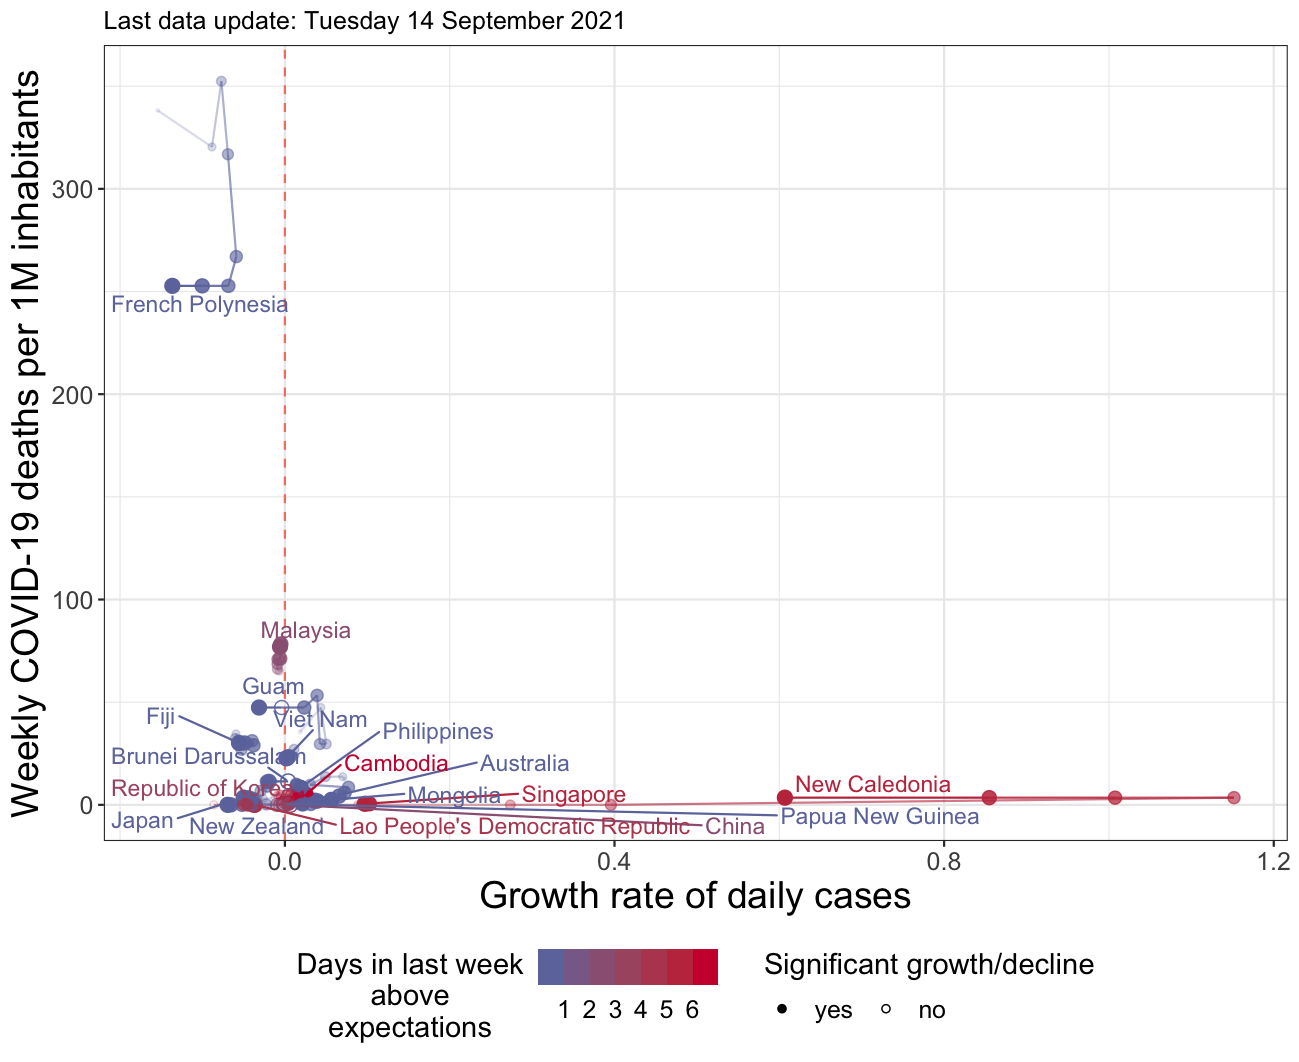 Last data update: Tuesday 14 September 2021
Weekly COVID-19 deaths per 1M inhabitants
300
200
100
0
French Polynesia
Malaysia
Guam
Fiji
Viet Nam
Philippines
Brunei Darussalam
Cambodia
Australia
Republic of Korea
Mongolia
Singapore
New Caledonia
Japan
New Zealand
Lao People's Democratic Republic
China
Papua New Guinea
0.0
0.4
0.8
1.2
Growth rate of daily cases
Days in last week
above
expectations
1 2 3 4 5 6
Significant growth/decline
yes
no